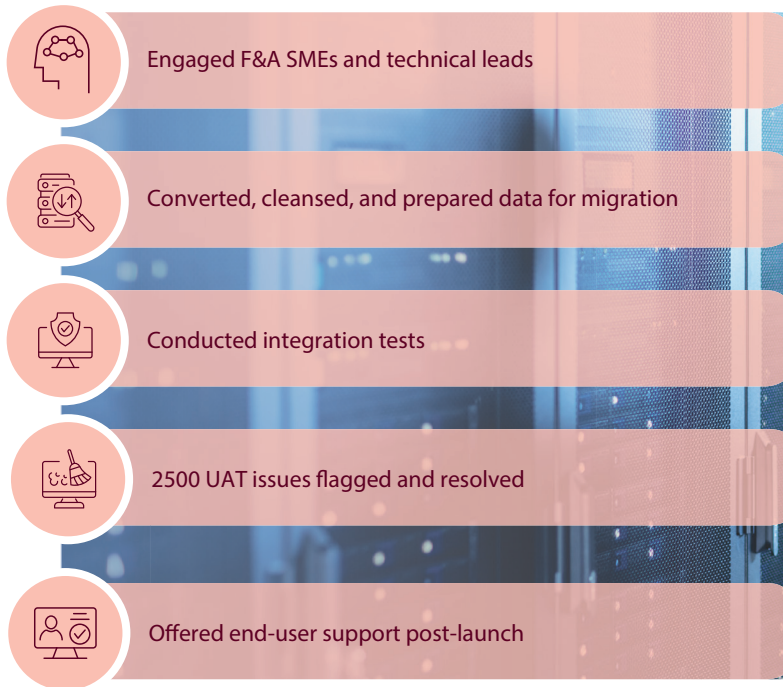 Engaged F&A SMEs and technical leads
Converted, cleansed, and prepared data for migration
Conducted integration tests
2500 UAT issues flagged and resolved
Offered end-user support post-launch